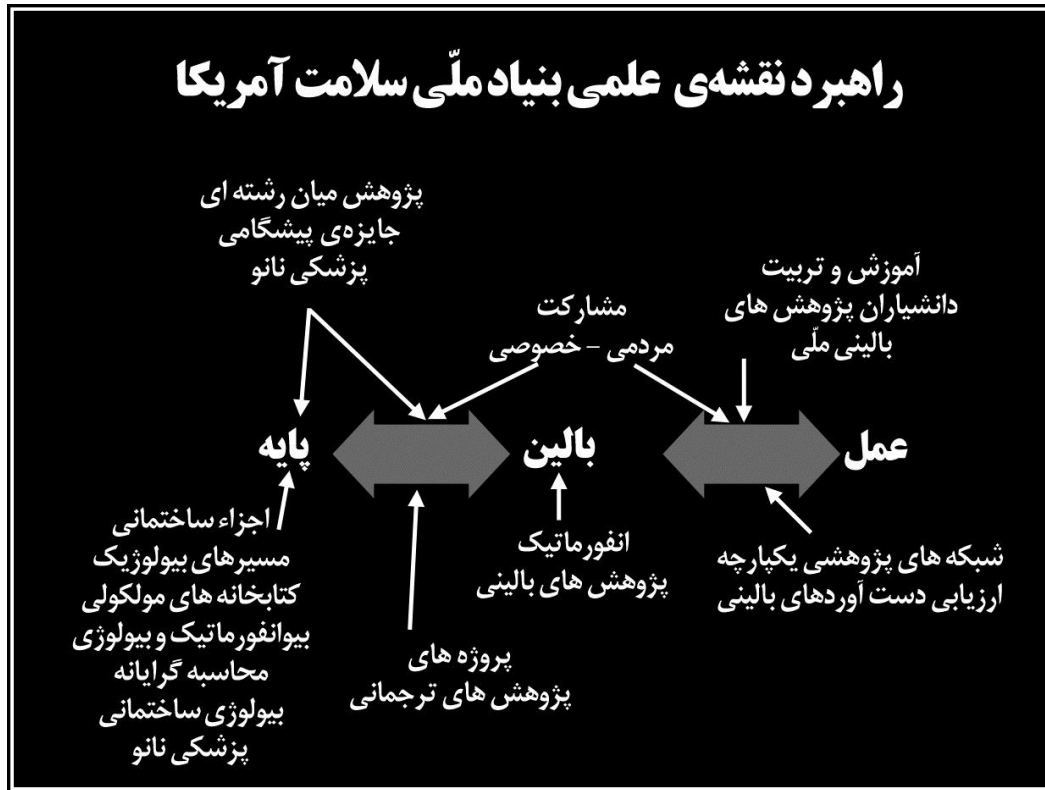 راهبرد نقشه‌ی علمی بنیاد ملّی سلامت آمریکا
پژوهش میان رشته ای
جایزه‌ی پیشگامی
پزشکی نانو
مشارکت
مردمی – خصوصی
آموزش و تربیت
دانشیاران پژوهش های
بالینی ملّی
عمل
بالین
پایه
شبکه های پژوهشی یکپارچه
ارزیابی دست آوردهای بالینی
انفورماتیک
پژوهش های بالینی
پروژه های
پژوهش های ترجمانی
اجزاء ساختمانی
مسیرهای بیولوژیک
کتابخانه های مولکولی
بیوانفورماتیک و بیولوژی
محاسبه گرایانه
بیولوژی ساختمانی
پزشکی نانو